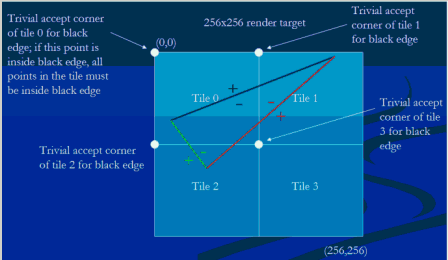 Trivial accept corner
of tile 0 for black
edge; if this point is
inside black edge, all
points in the tile must
be inside black edge
256x256 render target
(0,0)
Trivial accept
corner of tile 1
for black edge
+
-
Tile 0
-
Tile 1
+
Trivial accept
corner of tile
3 for black
edge
Trivial accept corner
of tile 2 for black edge
-
+
Tile 2
Tile 3
(256,256)